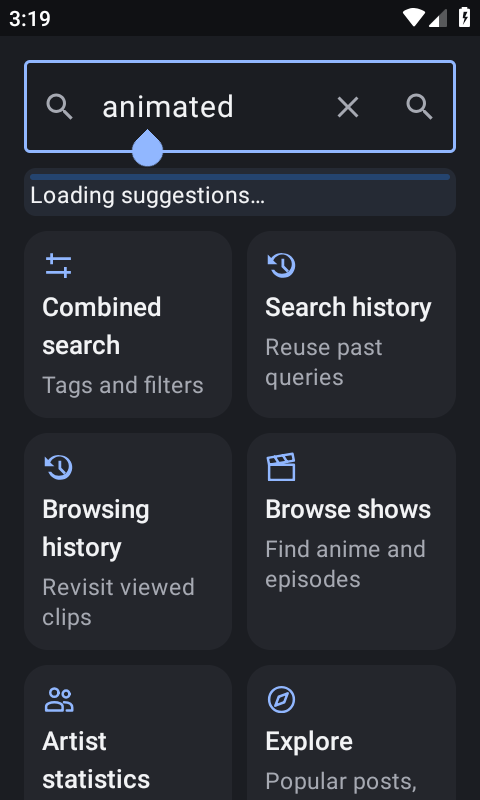 3:19
animated
Loading suggestions…
Combined
search
Tags and filters
Search history
Reuse past
queries
Browsing
history
Revisit viewed
clips
Browse shows
Find anime and
episodes
Artist
statistics
Explore
Popular posts,